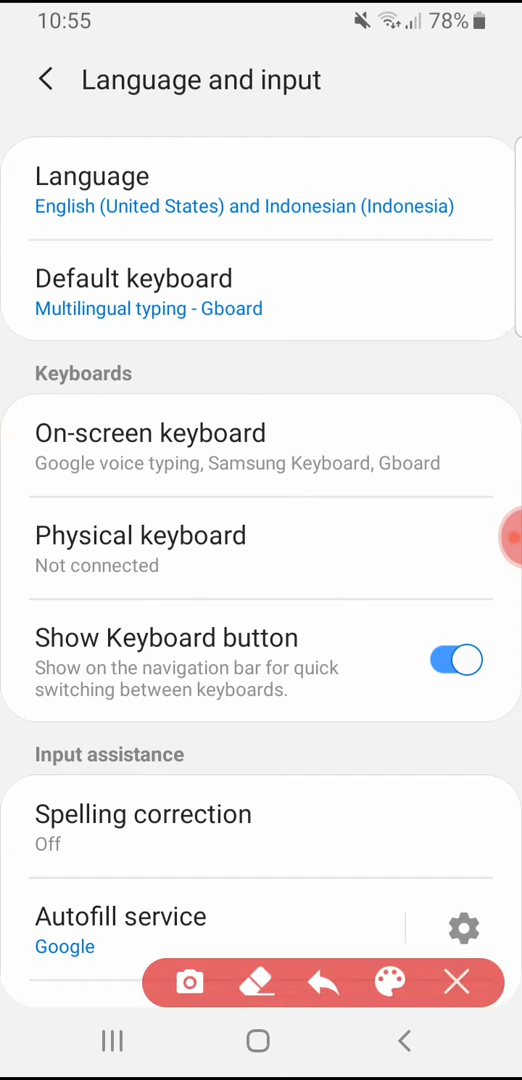 10:55
78%
Language and input
Language
English (United States) and Indonesian (Indonesia)
Default keyboard
Multilingual typing - Gboard
Keyboards
On-screen keyboard
Google voice typing, Samsung Keyboard, Gboard
Physical keyboard
Not connected
Show Keyboard button
Show on the navigation bar for quick
switching between keyboards.
Input assistance
Spelling correction
Off
Autofill service
Google